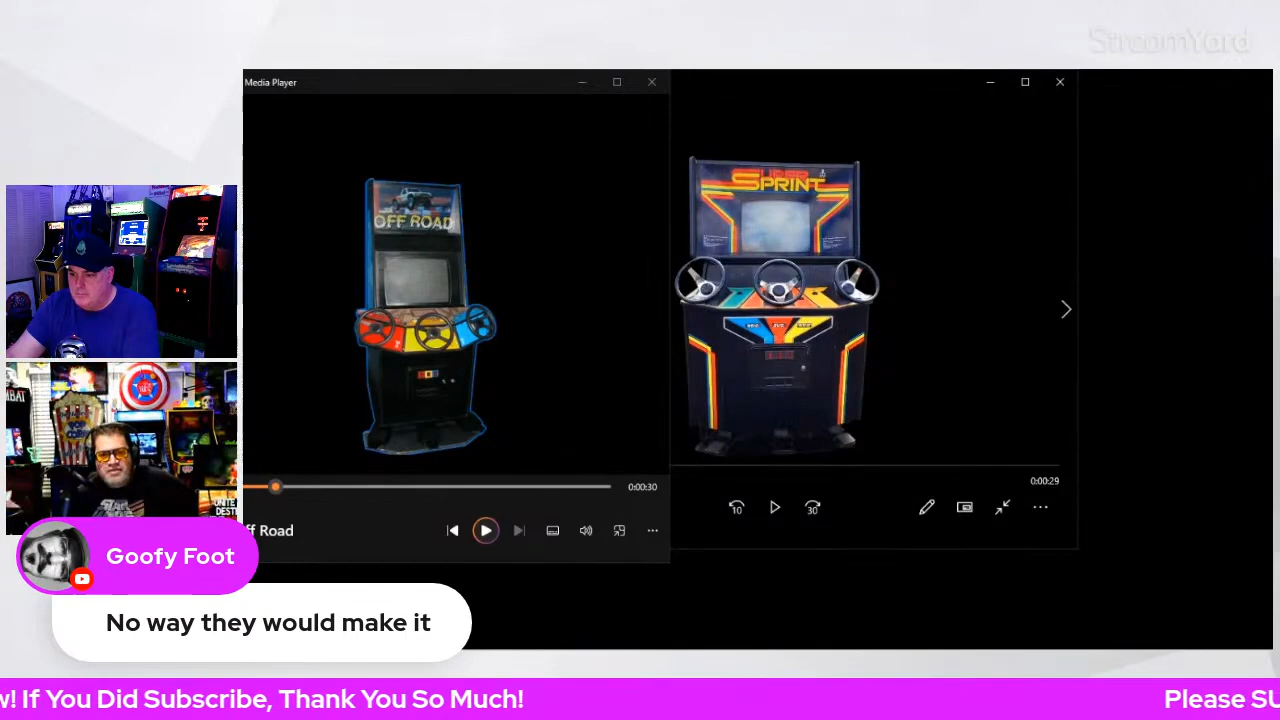 StreamYard
Media Player
OFF ROAD
SUPER
SPRINT
0:00:30
0:00:29
10
30
ff Road
Goofy Foot
No way they would make it
w! If You Did Subscribe, Thank You So Much!
Please SU